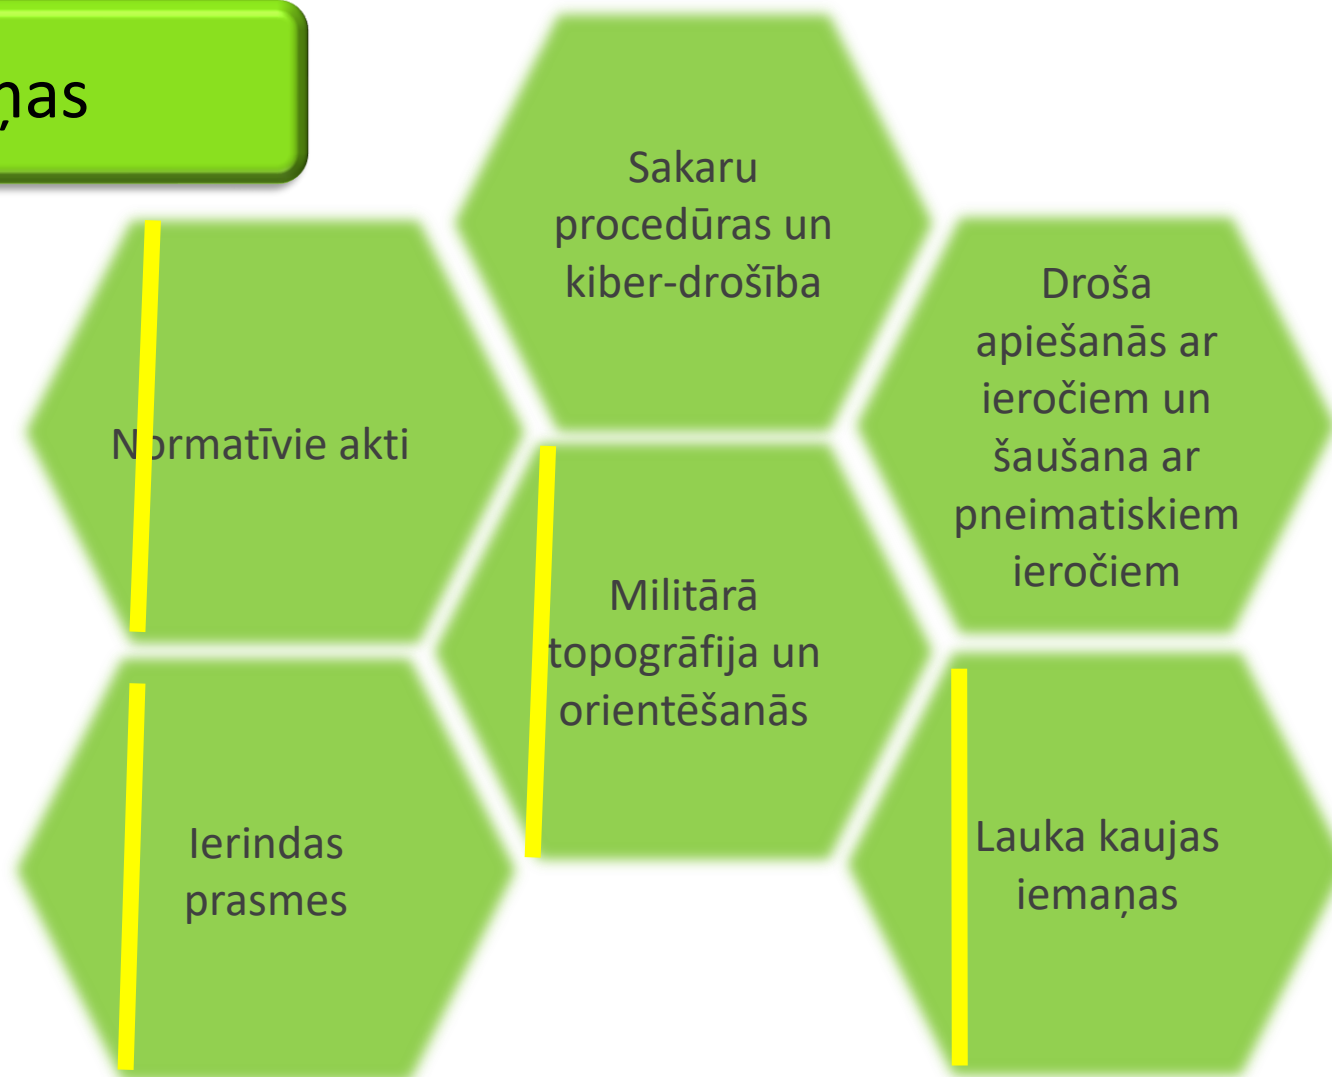 ņas
Sakaru
procedūras un
kiber-drošība
Droša
apiešanās ar
ieročiem un
šaušana ar
pneimatiskiem
ieročiem
Normatīvie akti
Militārā
topogrāfija un
orientēšanās
Ierindas
prasmes
Lauka kaujas
iemaņas